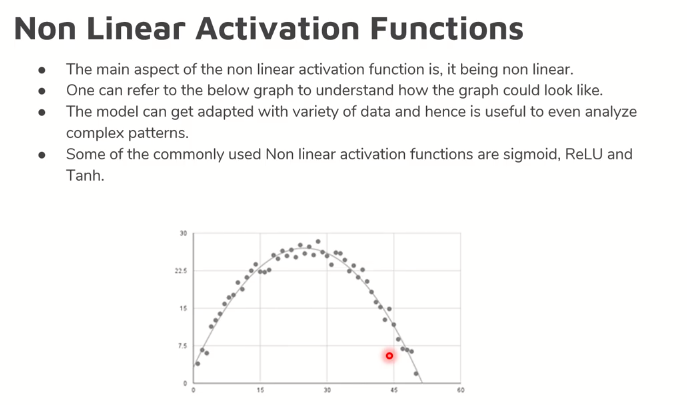 Non Linear Activation Functions
● The main aspect of the non linear activation function is, it being non linear.
● One can refer to the below graph to understand how the graph could look like.
● The model can get adapted with variety of data and hence is useful to even analyze
complex patterns.
● Some of the commonly used Non linear activation functions are sigmoid, ReLU and
Tanh.
30
22.5
15
7.5
0
0 15 30 45 60